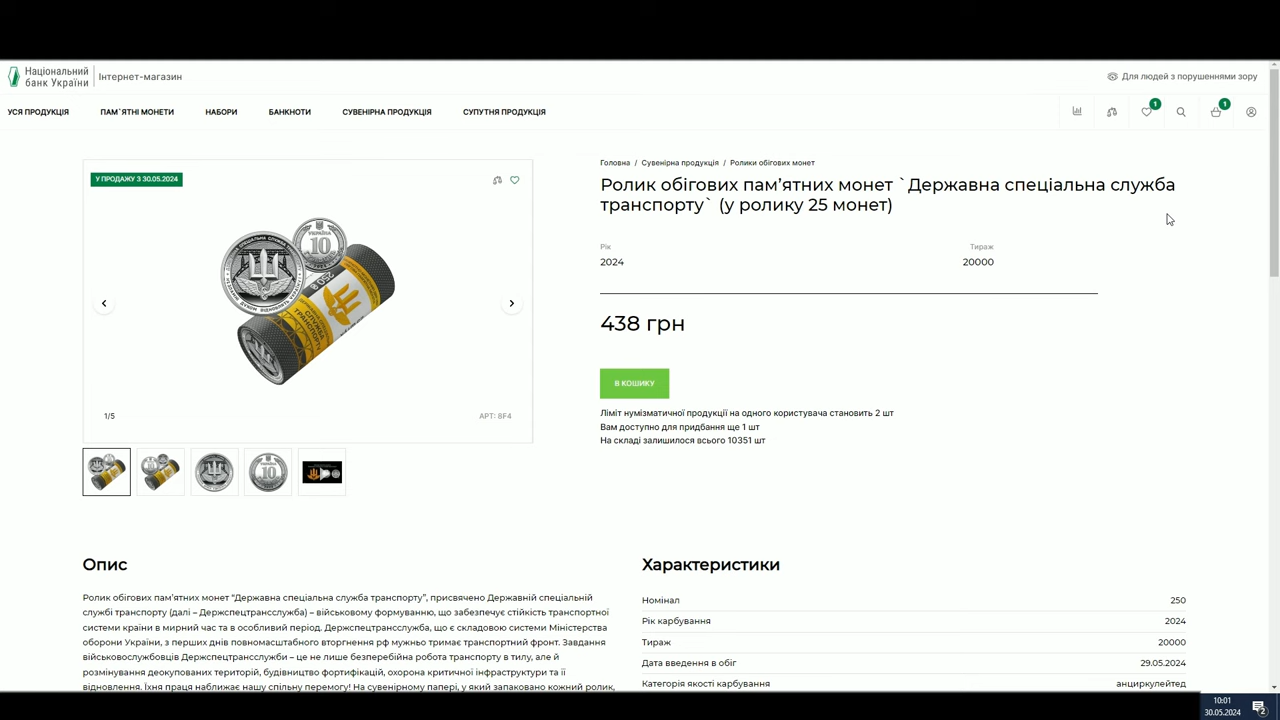 Національний
банк України
Інтернет-магазин
Для людей з порушеннями зору
УСЯ ПРОДУКЦІЯ
ПАМ`ЯТНІ МОНЕТИ
НАБОРИ
БАНКНОТИ
СУВЕНІРНА ПРОДУКЦІЯ
СУПУТНЯ ПРОДУКЦІЯ
1
1
У ПРОДАЖУ З 30.05.2024
УКРАЇНА
10
СЛУЖБА
ТРАНСПОРТУ
1/5
АРТ: 8F4
Головна / Сувенірна продукція / Ролики обігових монет
Ролик обігових пам’ятних монет `Державна спеціальна служба
транспорту` (у ролику 25 монет)
Рік
Тираж
2024
20000
438 грн
В КОШИКУ
Ліміт нумізматичної продукції на одного користувача становить 2 шт
Вам доступно для придбання ще 1 шт
На складі залишилося всього 10351 шт
Опис
Ролик обігових пам’ятних монет “Державна спеціальна служба транспорту”, присвячено Державній спеціальній
службі транспорту (далі – Держспецтрансслужба) – військовому формуванню, що забезпечує стійкість транспортної
системи країни в мирний час та в особливий період. Держспецтрансслужба, що є складовою системи Міністерства
оборони України, з перших днів повномасштабного вторгнення рф мужньо тримає транспортний фронт. Завдання
військовослужбовців Держспецтрансслужби – це не лише безперебійна робота транспорту в тилу, але й
розмінування деокупованих територій, будівництво фортифікацій, охорона критичної інфраструктури та її
відновлення. Їхня праця наближає нашу спільну перемогу! На сувенірному папері, у який запаковано кожний ролик,
Характеристики
Номінал 250
Рік карбування 2024
Тираж 20000
Дата введення в обіг 29.05.2024
Категорія якості карбування анциркулейтед
10:01
30.05.2024
2